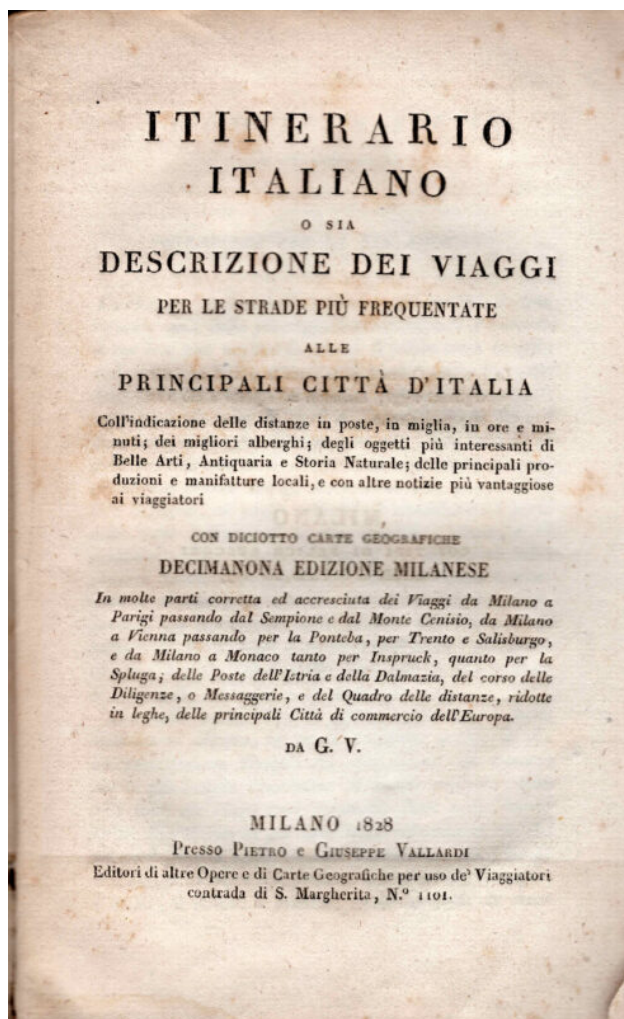 ITINERARIO
ITALIANO
O SIA
DESCRIZIONE DEI VIAGGI
PER LE STRADE PIÙ FREQUENTATE
ALLE
PRINCIPALI CITTÀ D'ITALIA
Coll'indicazione delle distanze in poste, in miglia, in ore e mi-
nuti; dei migliori alberghi; degli oggetti più interessanti di
Belle Arti, Antiquaria e Storia Naturale; delle principali pro-
duzioni e manifatture locali, e con altre notizie più vantaggiose
ai viaggiatori
CON DICIOTTO CARTE GEOGRAFICHE
DECIMANONA EDIZIONE MILANESE
In molte parti corretta ed accresciuta dei Viaggi da Milano a
Parigi passando dal Sempione e dal Monte Cenisio, da Milano
a Vienna passando per la Ponteba, per Trento e Salisburgo,
e da Milano a Monaco tanto per Inspruck, quanto per la
Spluga; delle Poste dell'Istria e della Dalmazia, del corso delle
Diligenze, o Messaggerie, e del Quadro delle distanze, ridotte
in leghe, delle principali Città di commercio dell'Europa.
DA G. V.
MILANO 1828
Presso PIETRO e GIUSEPPE VALLARDI
Editori di altre Opere e di Carte Geografiche per uso de' Viaggiatori
contrada di S. Margherita, N.º 1101.